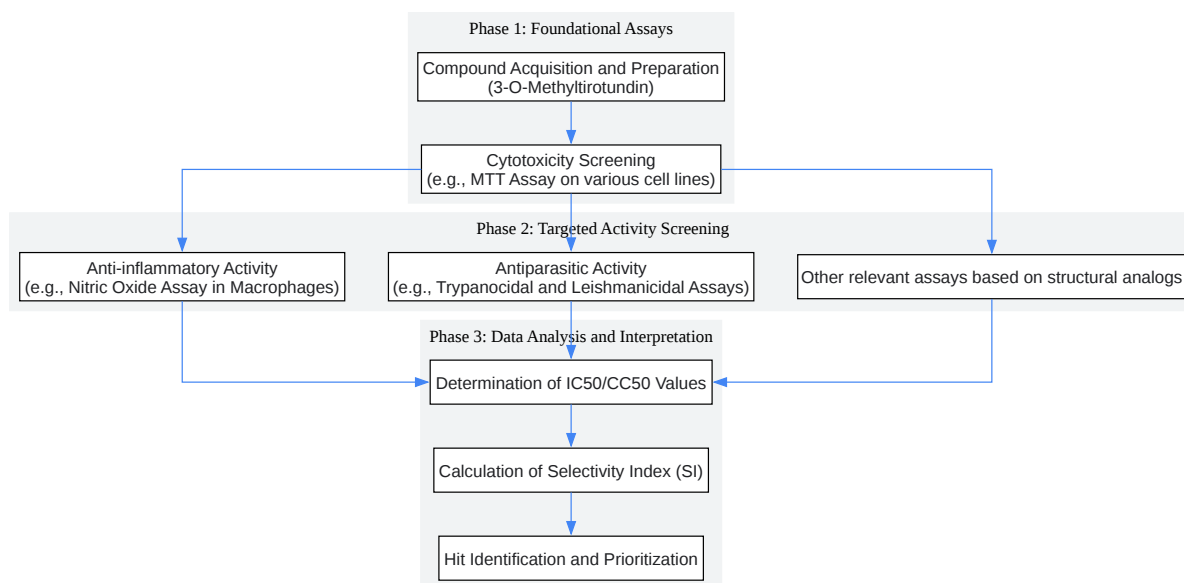 Phase 1: Foundational Assays
Compound Acquisition and Preparation
(3-O-Methyltirotundin)
Cytotoxicity Screening
(e.g., MTT Assay on various cell lines)
Phase 2: Targeted Activity Screening
Anti-inflammatory Activity
(e.g., Nitric Oxide Assay in Macrophages)
Antiparasitic Activity
(e.g., Trypanocidal and Leishmanicidal Assays)
Other relevant assays based on structural analogs
Phase 3: Data Analysis and Interpretation
Determination of IC50/CC50 Values
Calculation of Selectivity Index (SI)
Hit Identification and Prioritization